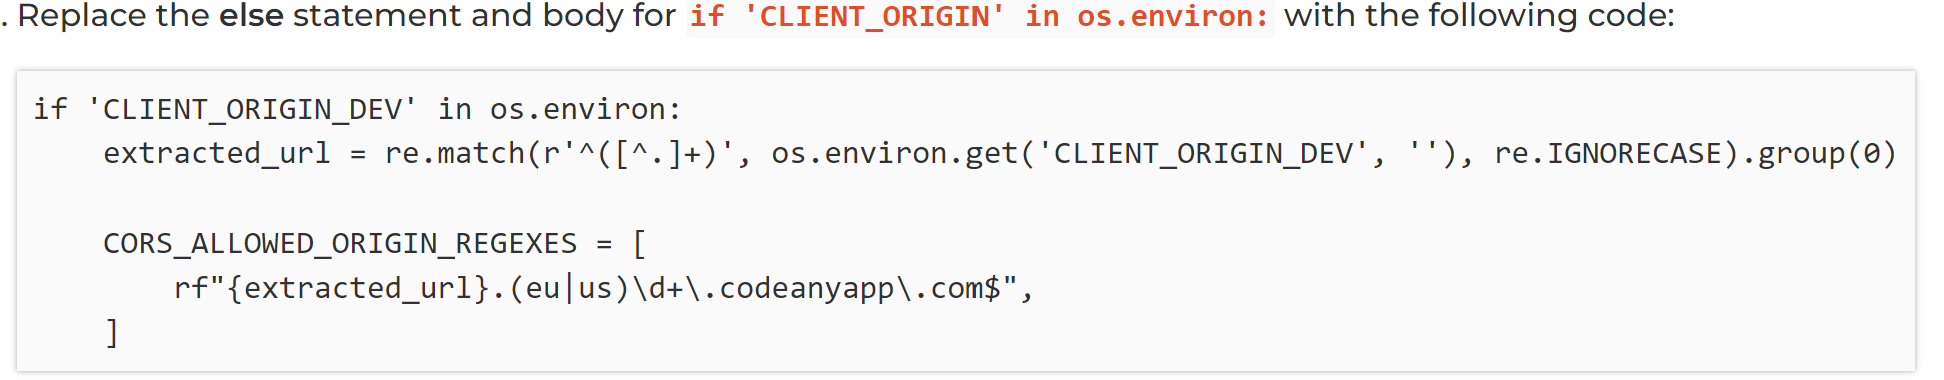 . Replace the else statement and body for if 'CLIENT_ORIGIN' in os.environ: with the following code:
if 'CLIENT_ORIGIN_DEV' in os.environ:
    extracted_url = re.match(r'^([^.]+)', os.environ.get('CLIENT_ORIGIN_DEV', ''), re.IGNORECASE).group(0)
    CORS_ALLOWED_ORIGIN_REGEXES = [
        rf"{extracted_url}.(eu|us)\d+\.codeanyapp\.com$",
    ]